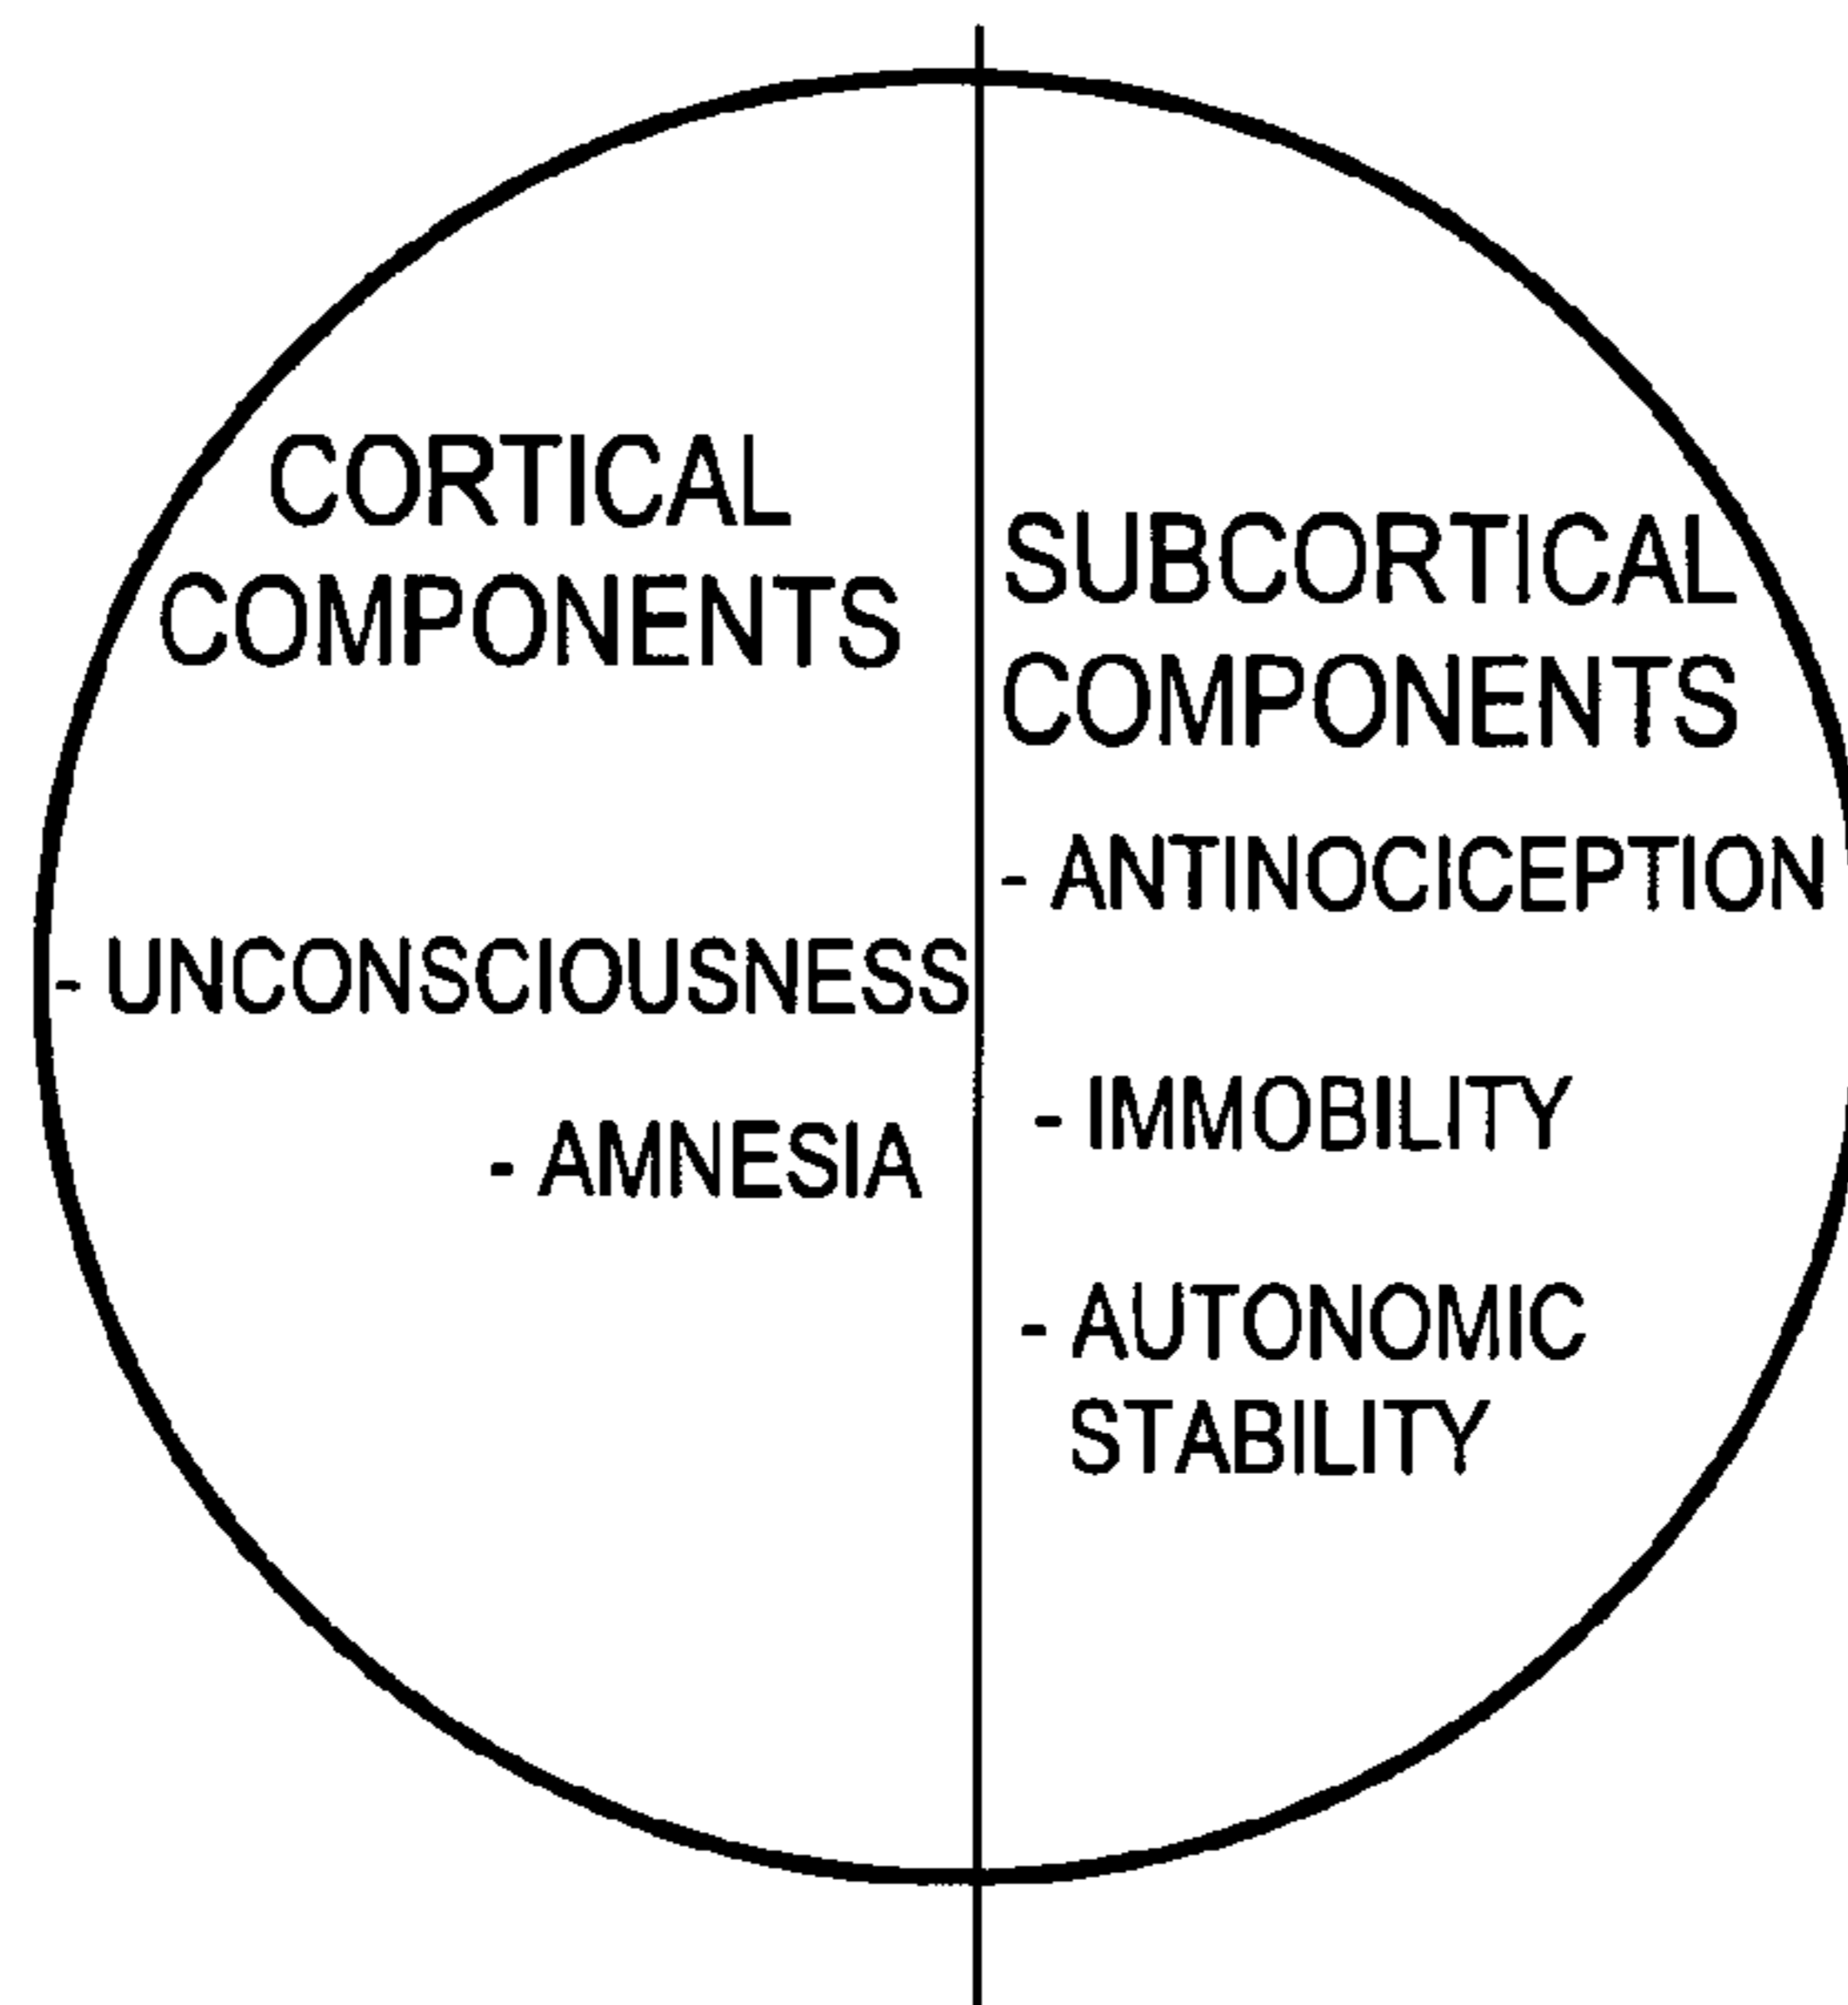 CORTICAL
COMPONENTS
- UNCONSCIOUSNESS
- AMNESIA
SUBCORTICAL
COMPONENTS
- ANTINOCICEPTION
- IMMOBILITY
- AUTONOMIC
STABILITY